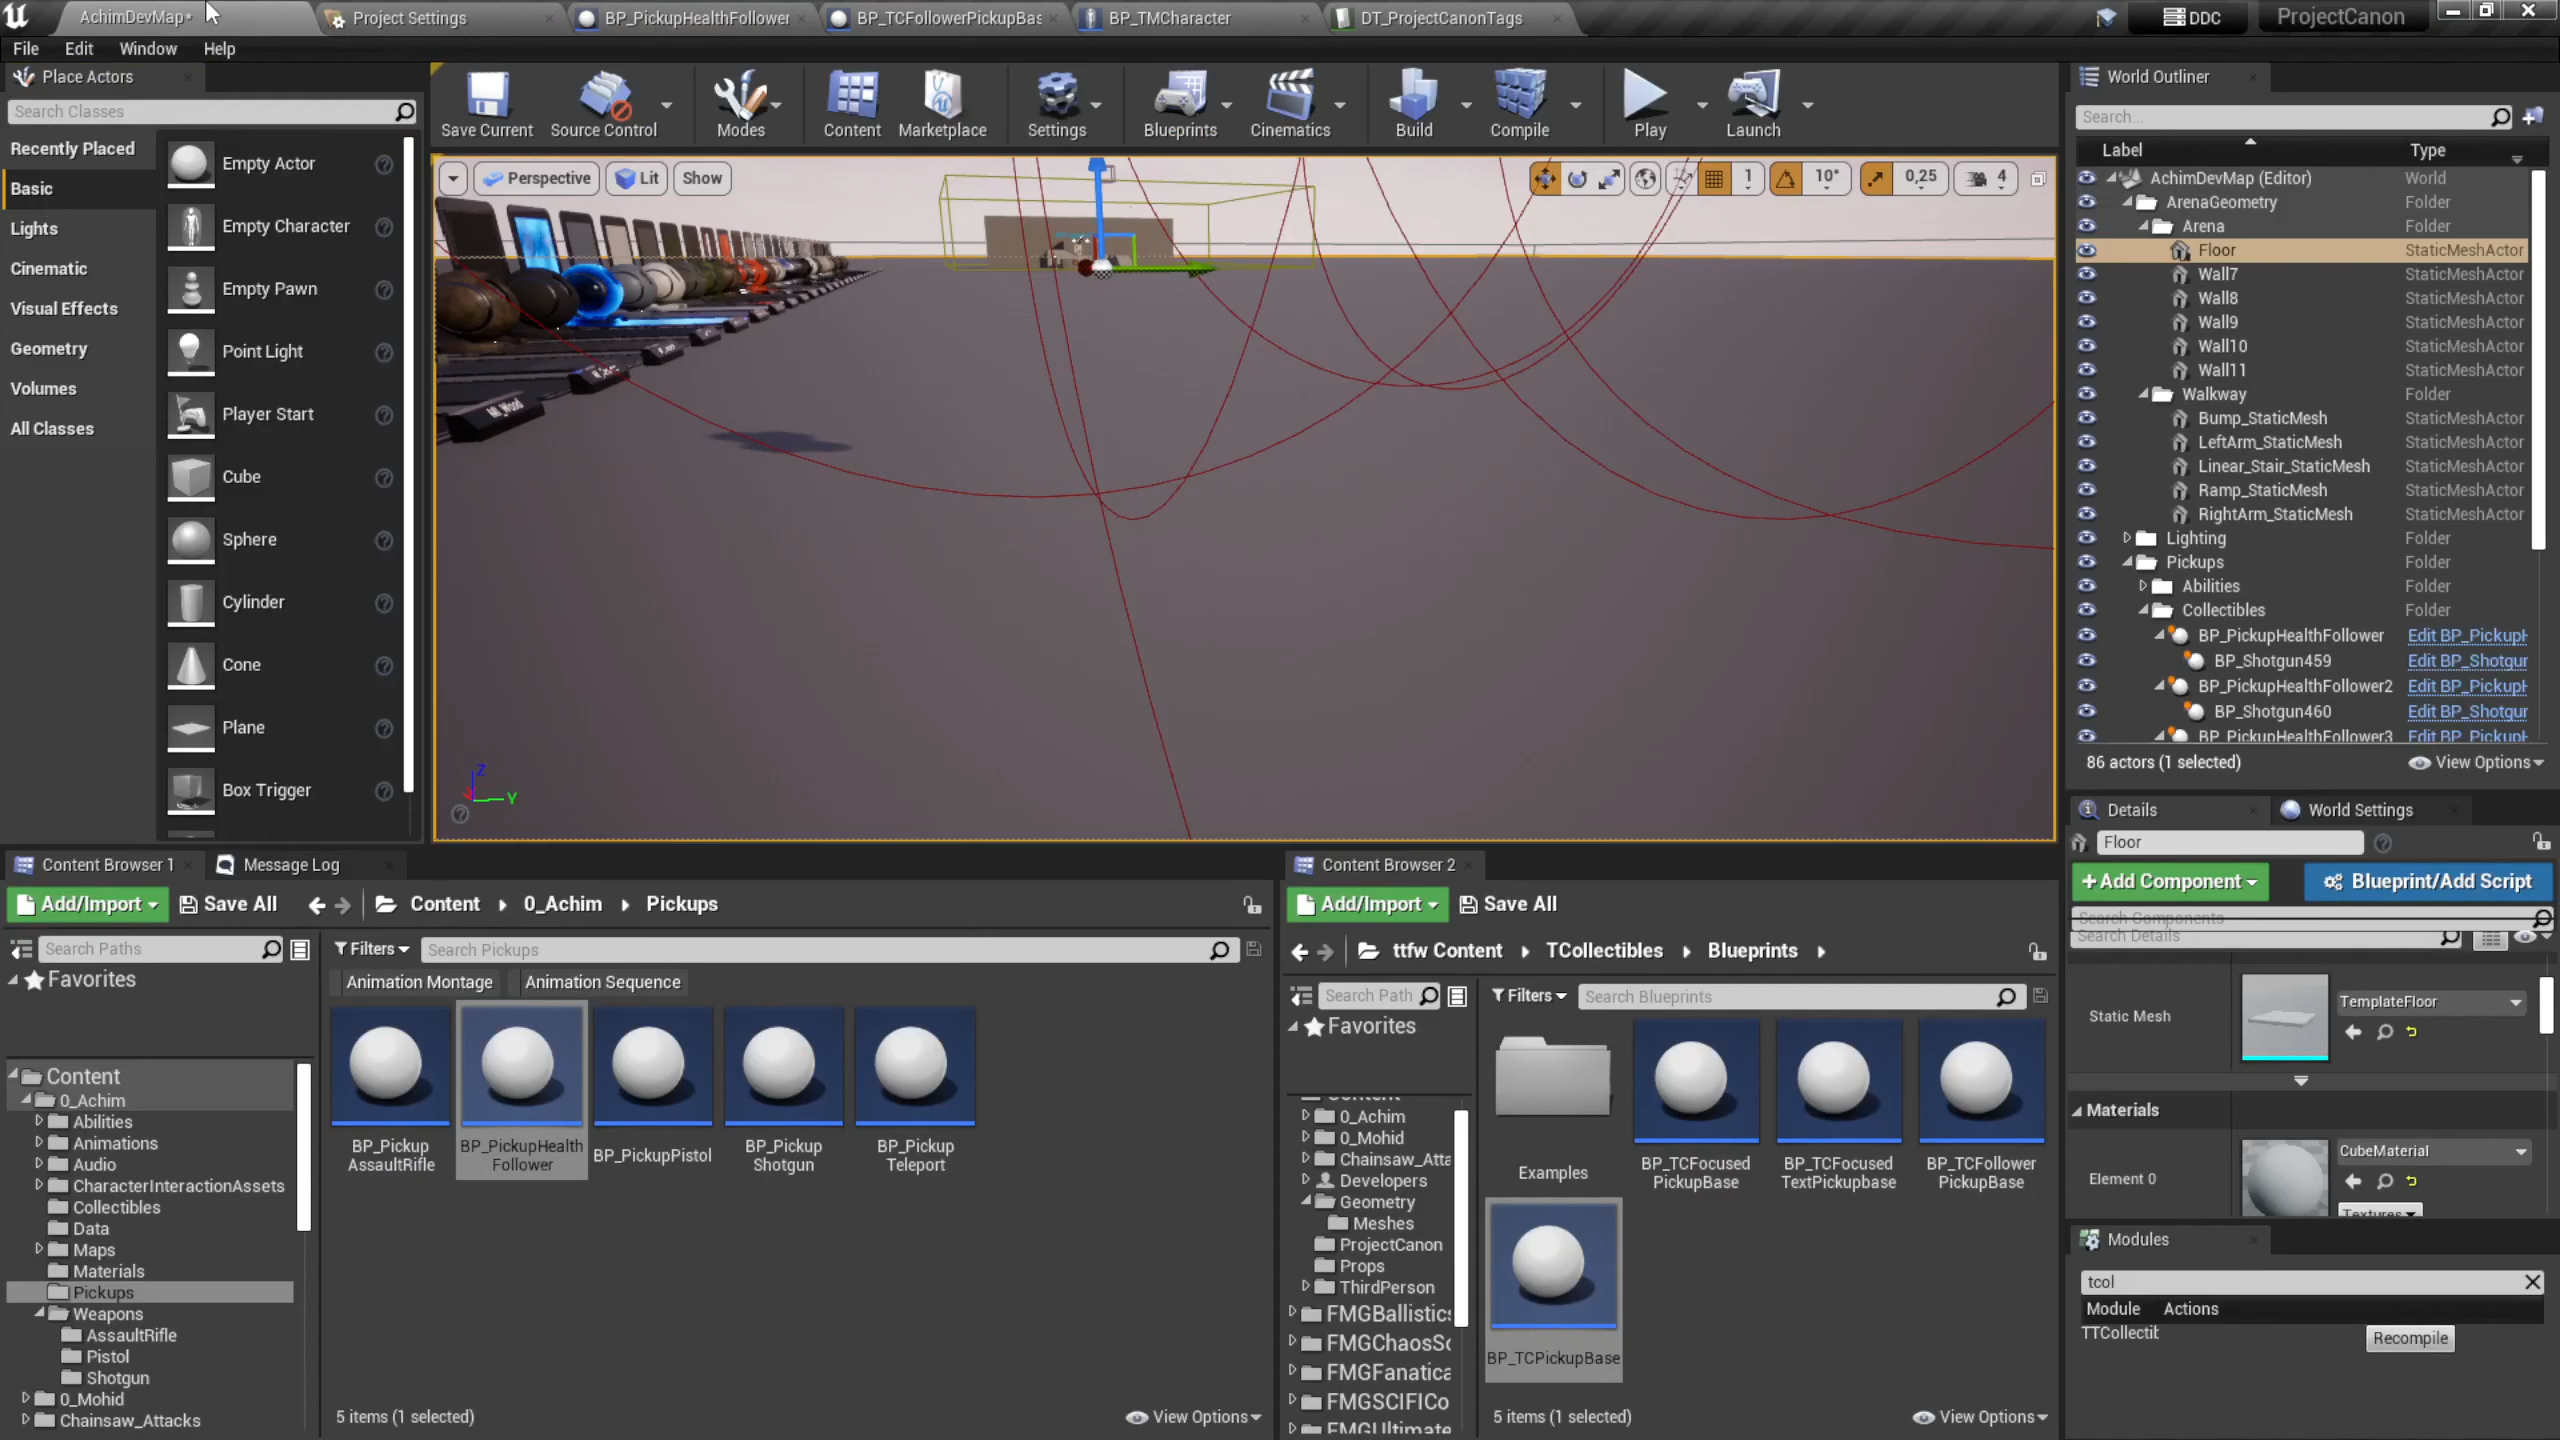 AchimDevMap*
Project Settings
BP_PickupHealthFollower
BP_TCFollowerPickupBas
BP_TMCharacter
DT_ProjectCanonTags
DDC
ProjectCanon
File Edit Window Help
Place Actors
Search Classes
Recently Placed
Basic
Lights
Cinematic
Visual Effects
Geometry
Volumes
All Classes
Empty Actor
Empty Character
Empty Pawn
Point Light
Player Start
Cube
Sphere
Cylinder
Cone
Plane
Box Trigger
Save Current
Source Control
Modes
Content
Marketplace
Settings
Blueprints
Cinematics
Build
Compile
Play
Launch
Perspective
Lit
Show
1
10°
0,25
4
MI_Wood
Z
Y
World Outliner
Search...
Label Type
AchimDevMap (Editor) World
ArenaGeometry Folder
Arena Folder
Floor StaticMeshActor
Wall7 StaticMeshActor
Wall8 StaticMeshActor
Wall9 StaticMeshActor
Wall10 StaticMeshActor
Wall11 StaticMeshActor
Walkway Folder
Bump_StaticMesh StaticMeshActor
LeftArm_StaticMesh StaticMeshActor
Linear_Stair_StaticMesh StaticMeshActor
Ramp_StaticMesh StaticMeshActor
RightArm_StaticMesh StaticMeshActor
Lighting Folder
Pickups Folder
Abilities Folder
Collectibles Folder
BP_PickupHealthFollower Edit BP_PickupH
BP_Shotgun459 Edit BP_Shotgur
BP_PickupHealthFollower2 Edit BP_PickupH
BP_Shotgun460 Edit BP_Shotgur
BP_PickupHealthFollower3 Edit BP_PickupH
86 actors (1 selected)
View Options
Details
World Settings
Floor
+Add Component
Blueprint/Add Script
Search Components
Search Details
Static Mesh
TemplateFloor
Materials
Element 0
CubeMaterial
Textures
Modules
tcol
Module Actions
TTCollectit
Recompile
Content Browser 1
Message Log
Add/Import
Save All
Content
0_Achim
Pickups
Search Paths
Filters
Search Pickups
Favorites
Animation Montage
Animation Sequence
Content
0_Achim
Abilities
Animations
Audio
CharacterInteractionAssets
Collectibles
Data
Maps
Materials
Pickups
Weapons
AssaultRifle
Pistol
Shotgun
0_Mohid
Chainsaw_Attacks
BP_Pickup
AssaultRifle
BP_PickupHealth
Follower
BP_PickupPistol
BP_Pickup
Shotgun
BP_Pickup
Teleport
5 items (1 selected)
View Options
Content Browser 2
Add/Import
Save All
ttfw Content
TCollectibles
Blueprints
Search Path
Filters
Search Blueprints
Favorites
Content
0_Achim
0_Mohid
Chainsaw_Atta
Developers
Geometry
Meshes
ProjectCanon
Props
ThirdPerson
FMGBallistics
FMGChaosSc
FMGFanatica
FMGSCIFICo
FMGUltimate
Examples
BP_TCFocused
PickupBase
BP_TCFocused
TextPickupbase
BP_TCFollower
PickupBase
BP_TCPickupBase
5 items (1 selected)
View Options